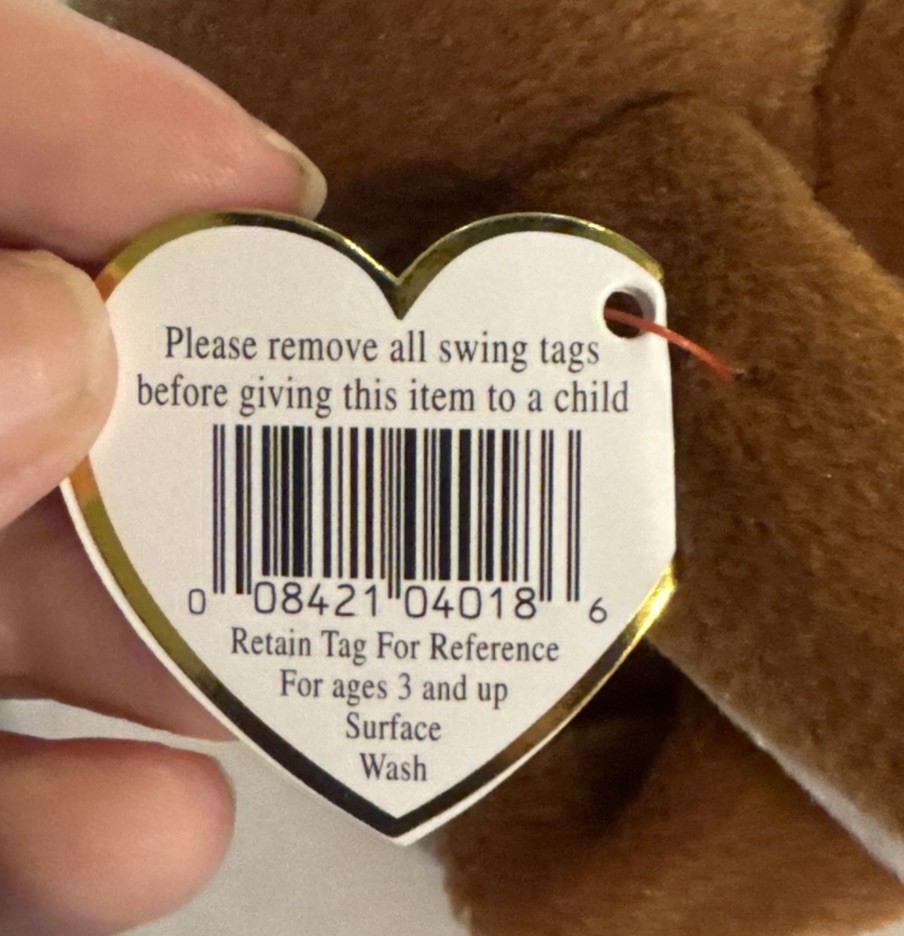 Please remove all swing tags
before giving this item to a child
0 08421 04018 6
Retain Tag For Reference
For ages 3 and up
Surface
Wash